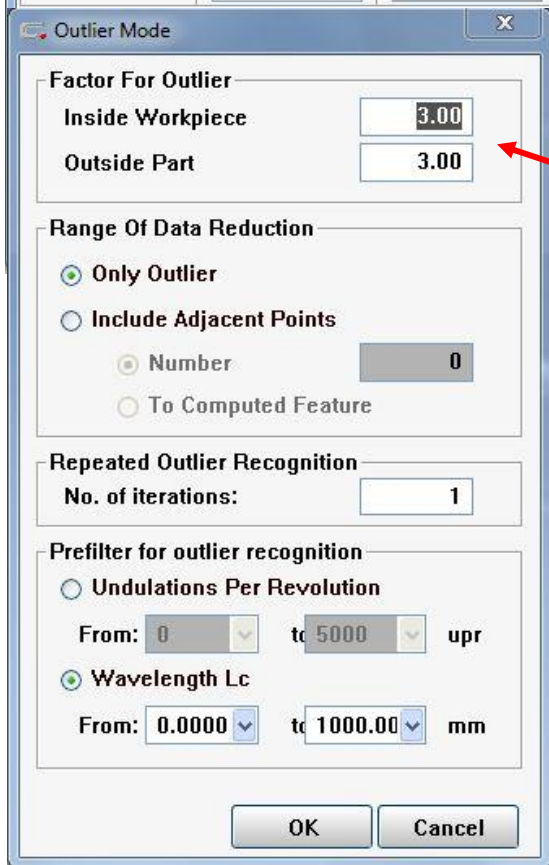 Outlier Mode
Factor For Outlier
Inside Workpiece 3.00
Outside Part 3.00
Range Of Data Reduction
Only Outlier
Include Adjacent Points
Number 0
To Computed Feature
Repeated Outlier Recognition
No. of iterations: 1
Prefilter for outlier recognition
Undulations Per Revolution
From: 0 to 5000 upr
Wavelength Lc
From: 0.0000 to 1000.00 mm
OK Cancel